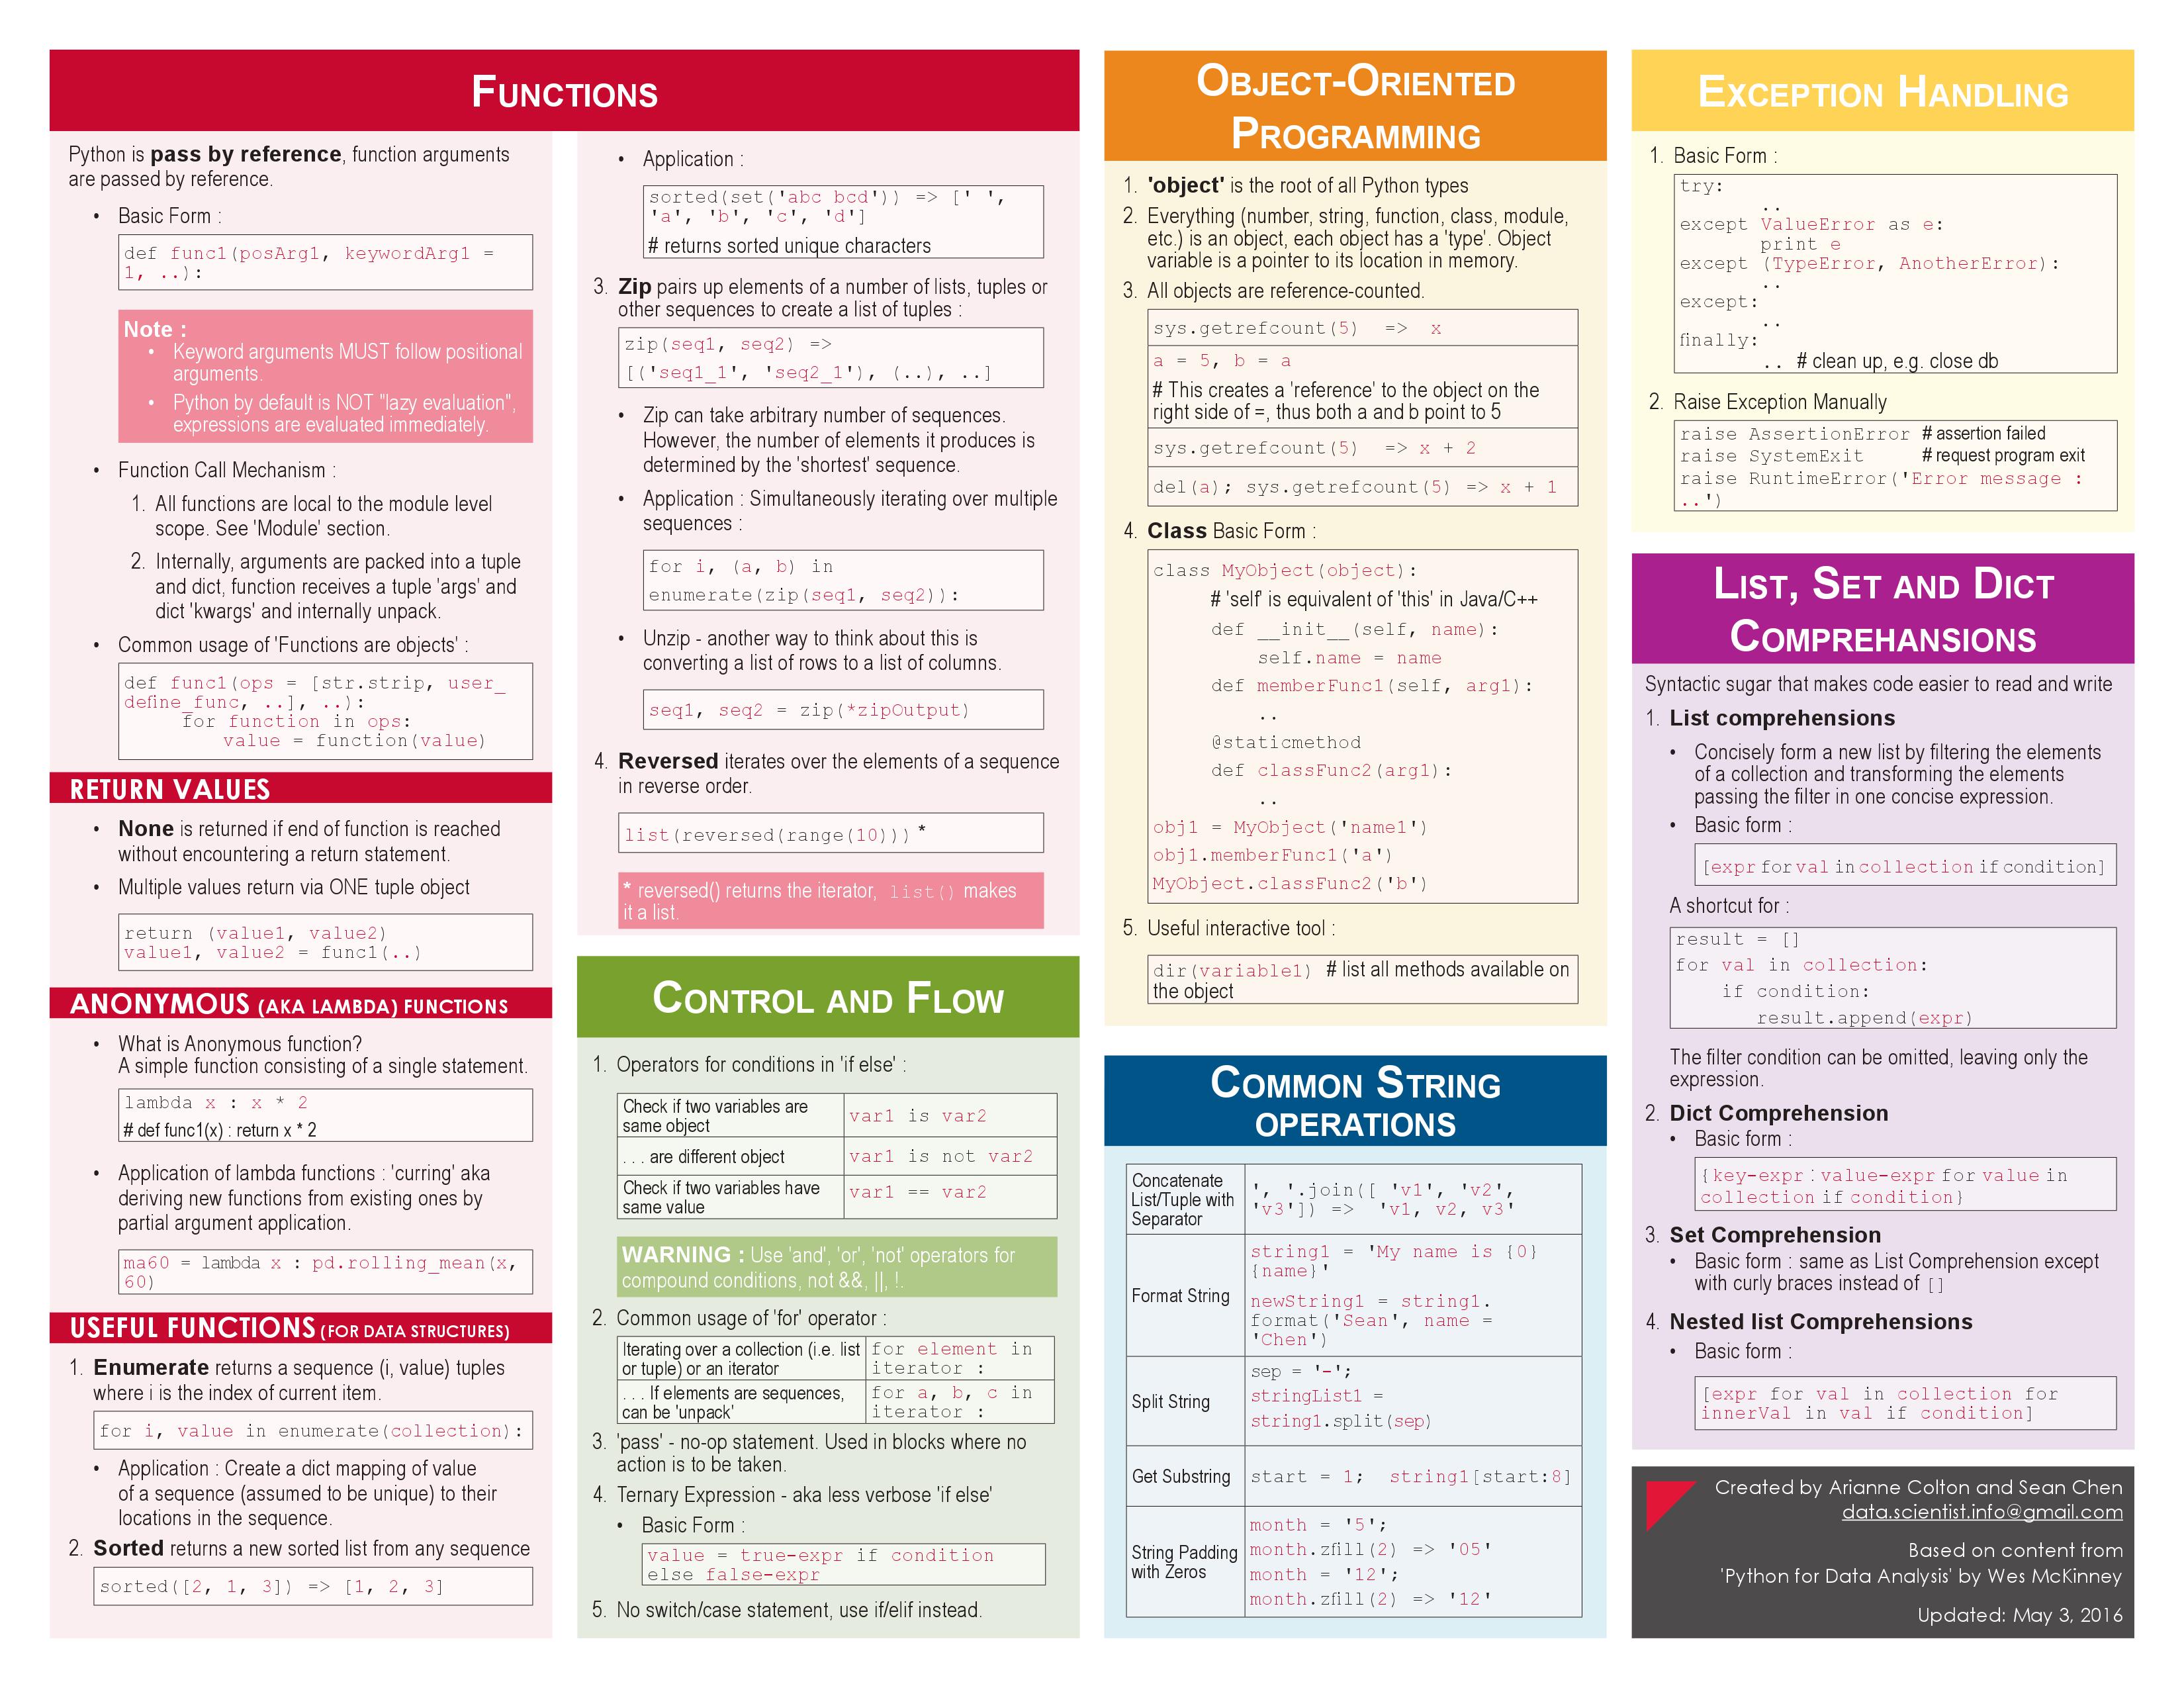 FUNCTIONS
Python is pass by reference, function arguments
are passed by reference.
• Basic Form :
def func1(posArg1, keywordArg1 =
1, ..):
Note :
• Keyword arguments MUST follow positional
arguments.
• Python by default is NOT "lazy evaluation",
expressions are evaluated immediately.
• Function Call Mechanism :
1. All functions are local to the module level
scope. See 'Module' section.
2. Internally, arguments are packed into a tuple
and dict, function receives a tuple 'args' and
dict 'kwargs' and internally unpack.
• Common usage of 'Functions are objects' :
def func1(ops = [str.strip, user_
define_func, ..], ..):
for function in ops:
value = function(value)
RETURN VALUES
• None is returned if end of function is reached
without encountering a return statement.
• Multiple values return via ONE tuple object
return (value1, value2)
value1, value2 = func1(..)
ANONYMOUS (AKA LAMBDA) FUNCTIONS
• What is Anonymous function?
A simple function consisting of a single statement.
lambda x : x * 2
# def func1(x) : return x * 2
• Application of lambda functions : 'curring' aka
deriving new functions from existing ones by
partial argument application.
ma60 = lambda x : pd.rolling_mean(x,
60)
USEFUL FUNCTIONS (FOR DATA STRUCTURES)
1. Enumerate returns a sequence (i, value) tuples
where i is the index of current item.
for i, value in enumerate(collection):
• Application : Create a dict mapping of value
of a sequence (assumed to be unique) to their
locations in the sequence.
2. Sorted returns a new sorted list from any sequence
sorted([2, 1, 3]) => [1, 2, 3]
• Application :
sorted(set('abc bcd')) => [' ',
'a', 'b', 'c', 'd']
# returns sorted unique characters
3. Zip pairs up elements of a number of lists, tuples or
other sequences to create a list of tuples :
zip(seq1, seq2) =>
[('seq1_1', 'seq2_1'), (..), ..]
• Zip can take arbitrary number of sequences.
However, the number of elements it produces is
determined by the 'shortest' sequence.
• Application : Simultaneously iterating over multiple
sequences :
for i, (a, b) in
enumerate(zip(seq1, seq2)):
• Unzip - another way to think about this is
converting a list of rows to a list of columns.
seq1, seq2 = zip(*zipOutput)
4. Reversed iterates over the elements of a sequence
in reverse order.
list(reversed(range(10))) *
* reversed() returns the iterator, list() makes
it a list.
CONTROL AND FLOW
1. Operators for conditions in 'if else' :
Check if two variables are
same object
var1 is var2
. . . are different object
var1 is not var2
Check if two variables have
same value
var1 == var2
WARNING : Use 'and', 'or', 'not' operators for
compound conditions, not &&, ||, !.
2. Common usage of 'for' operator :
Iterating over a collection (i.e. list
or tuple) or an iterator
for element in
iterator :
. . . If elements are sequences,
can be 'unpack'
for a, b, c in
iterator :
3. 'pass' - no-op statement. Used in blocks where no
action is to be taken.
4. Ternary Expression - aka less verbose 'if else'
• Basic Form :
value = true-expr if condition
else false-expr
5. No switch/case statement, use if/elif instead.
OBJECT-ORIENTED
PROGRAMMING
1. 'object' is the root of all Python types
2. Everything (number, string, function, class, module,
etc.) is an object, each object has a 'type'. Object
variable is a pointer to its location in memory.
3. All objects are reference-counted.
sys.getrefcount(5) => x
a = 5, b = a
# This creates a 'reference' to the object on the
right side of =, thus both a and b point to 5
sys.getrefcount(5) => x + 2
del(a); sys.getrefcount(5) => x + 1
4. Class Basic Form :
class MyObject(object):
# 'self' is equivalent of 'this' in Java/C++
def __init__(self, name):
self.name = name
def memberFunc1(self, arg1):
..
@staticmethod
def classFunc2(arg1):
..
obj1 = MyObject('name1')
obj1.memberFunc1('a')
MyObject.classFunc2('b')
5. Useful interactive tool :
dir(variable1) # list all methods available on
the object
COMMON STRING
OPERATIONS
Concatenate
List/Tuple with
Separator
', '.join([ 'v1', 'v2',
'v3']) => 'v1, v2, v3'
Format String
string1 = 'My name is {0}
{name}'
newString1 = string1.
format('Sean', name =
'Chen')
Split String
sep = '-';
stringList1 =
string1.split(sep)
Get Substring
start = 1; string1[start:8]
String Padding
with Zeros
month = '5';
month.zfill(2) => '05'
month = '12';
month.zfill(2) => '12'
EXCEPTION HANDLING
1. Basic Form :
try:
..
except ValueError as e:
print e
except (TypeError, AnotherError):
..
except:
..
finally:
.. # clean up, e.g. close db
2. Raise Exception Manually
raise AssertionError # assertion failed
raise SystemExit # request program exit
raise RuntimeError('Error message :
..')
LIST, SET AND DICT
COMPREHANSIONS
Syntactic sugar that makes code easier to read and write
1. List comprehensions
• Concisely form a new list by filtering the elements
of a collection and transforming the elements
passing the filter in one concise expression.
• Basic form :
[expr for val in collection if condition]
A shortcut for :
result = []
for val in collection:
if condition:
result.append(expr)
The filter condition can be omitted, leaving only the
expression.
2. Dict Comprehension
• Basic form :
{key-expr : value-expr for value in
collection if condition}
3. Set Comprehension
• Basic form : same as List Comprehension except
with curly braces instead of []
4. Nested list Comprehensions
• Basic form :
[expr for val in collection for
innerVal in val if condition]
Created by Arianne Colton and Sean Chen
data.scientist.info@gmail.com
Based on content from
'Python for Data Analysis' by Wes McKinney
Updated: May 3, 2016